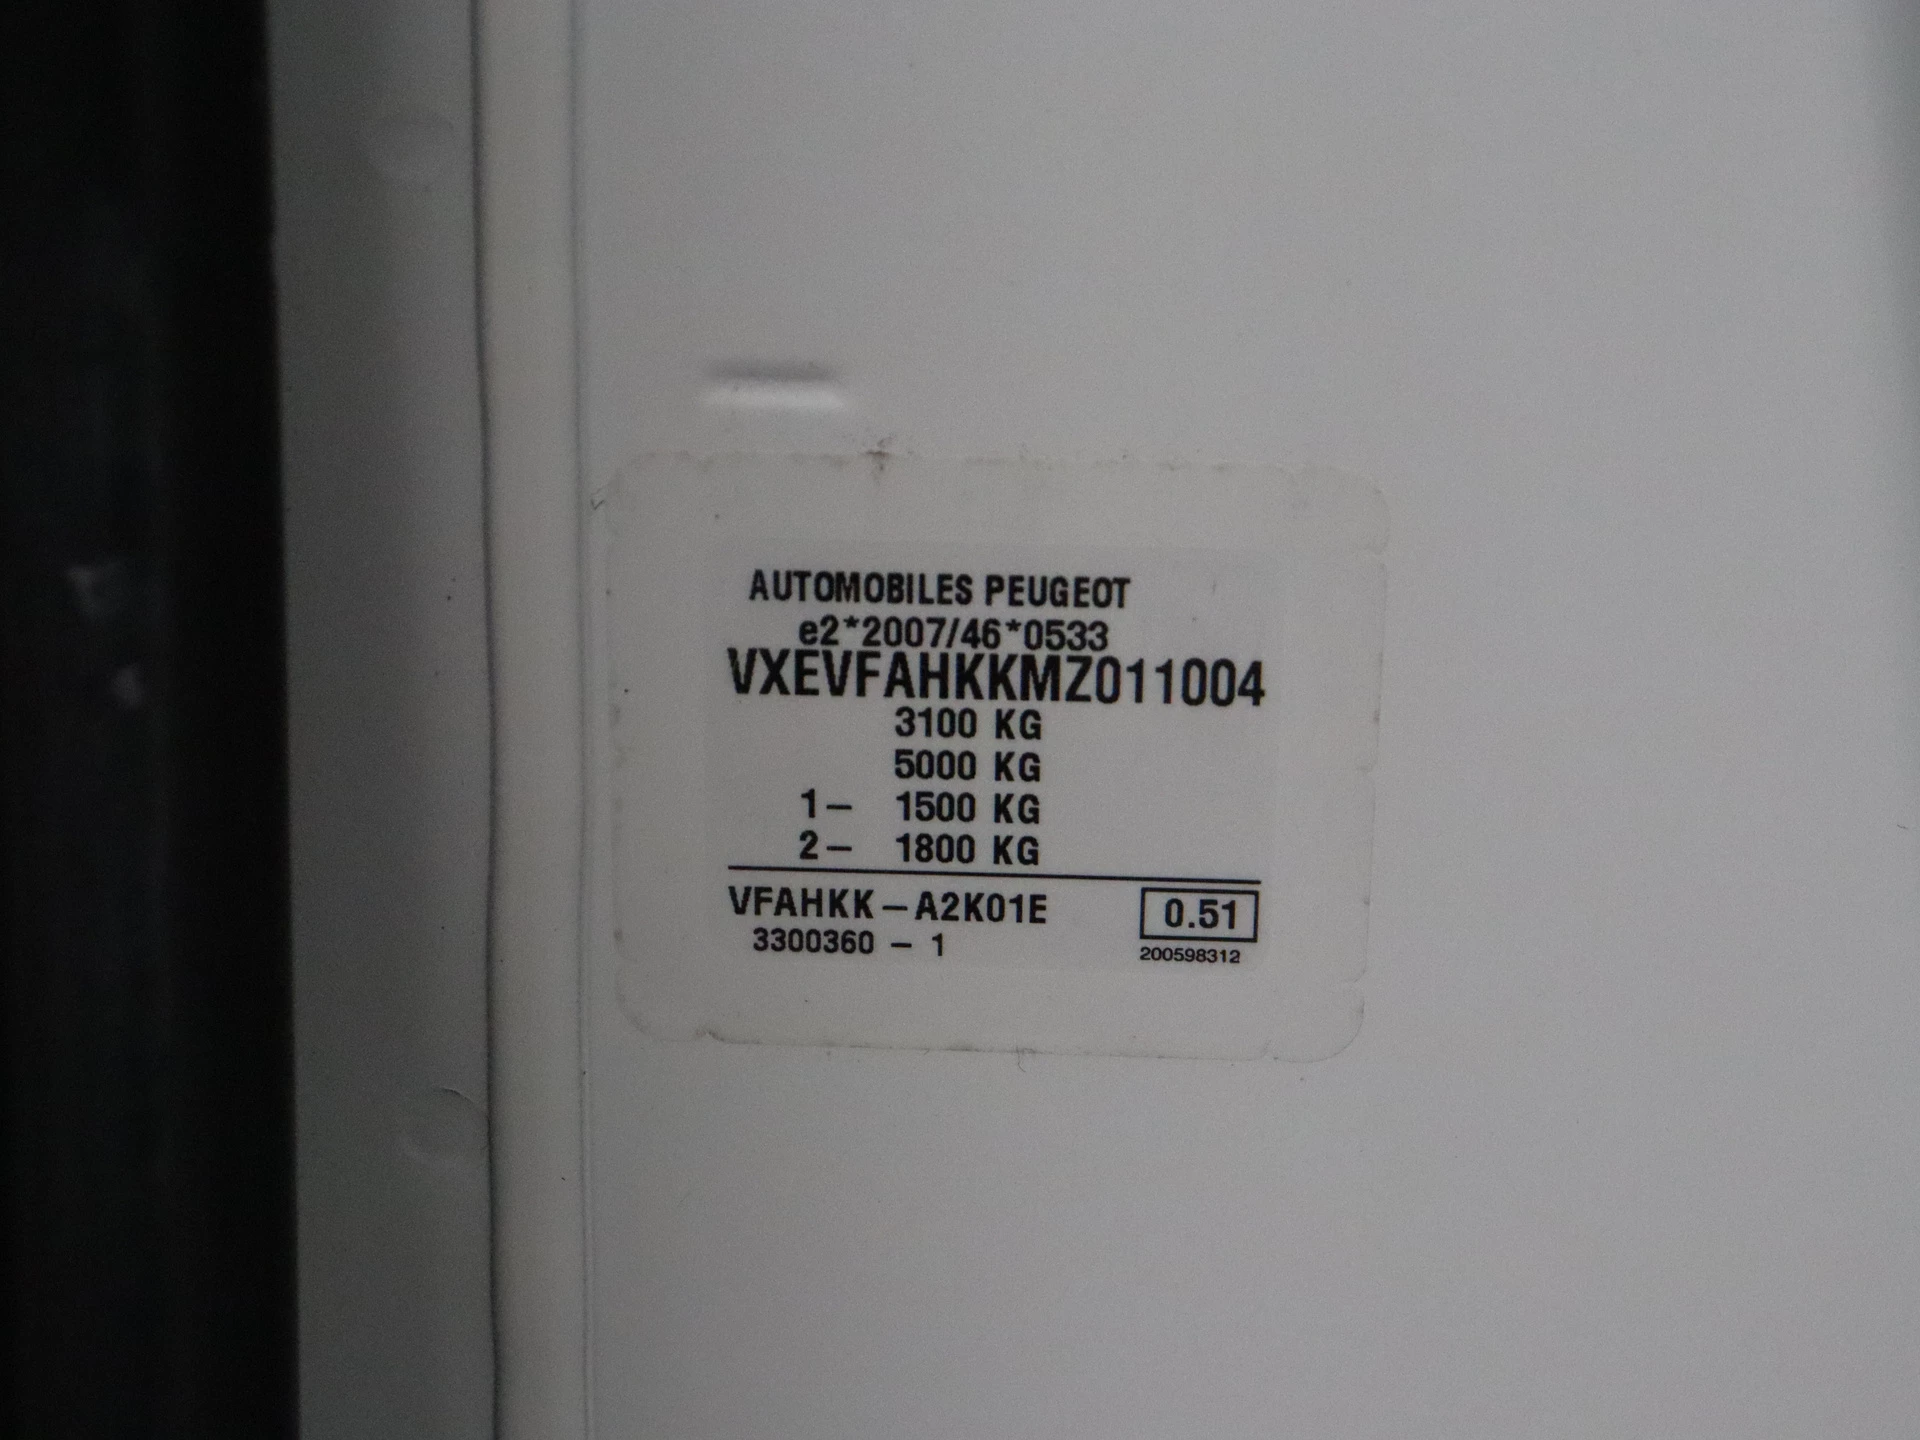 AUTOMOBILES PEUGEOT
e2*2007/46*0533
VXEVFAHKKMZ011004
3100 KG
5000 KG
1– 1500 KG
2– 1800 KG
VFAHKK – A2K01E 0.51
3300360 – 1 200598312